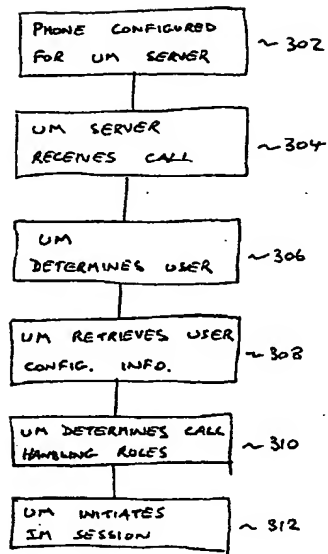 PHONE CONFIGURED
FOR UM SERVER
~302
UM SERVER
RECEIVES CALL
~304
UM
DETERMINES USER
~306
UM RETRIEVES USER
CONFIG. INFO.
~308
UM DETERMINES CALL
HANDLING RULES
~310
UM INITIATES
IM SESSION
~312